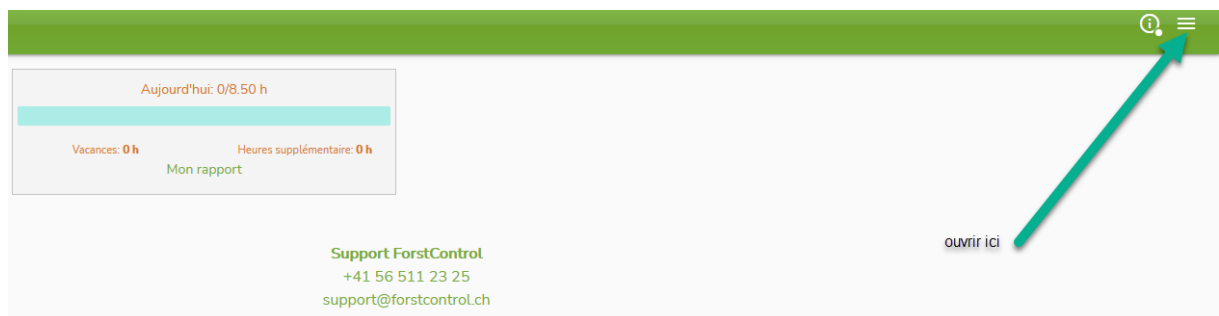 Aujourd'hui: 0/8.50 h
Vacances: 0 h Heures supplémentaire: 0 h
Mon rapport
ouvrir ici
Support ForstControl
+41 56 511 23 25
support@forstcontrol.ch